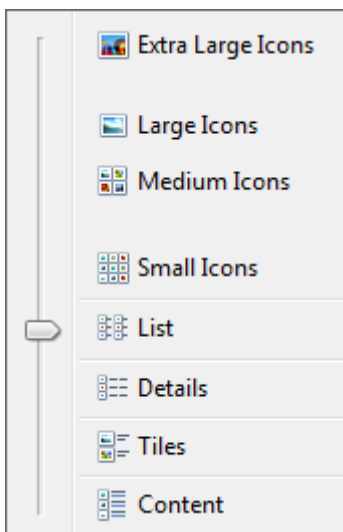 Extra Large Icons
Large Icons
Medium Icons
Small Icons
List
Details
Tiles
Content